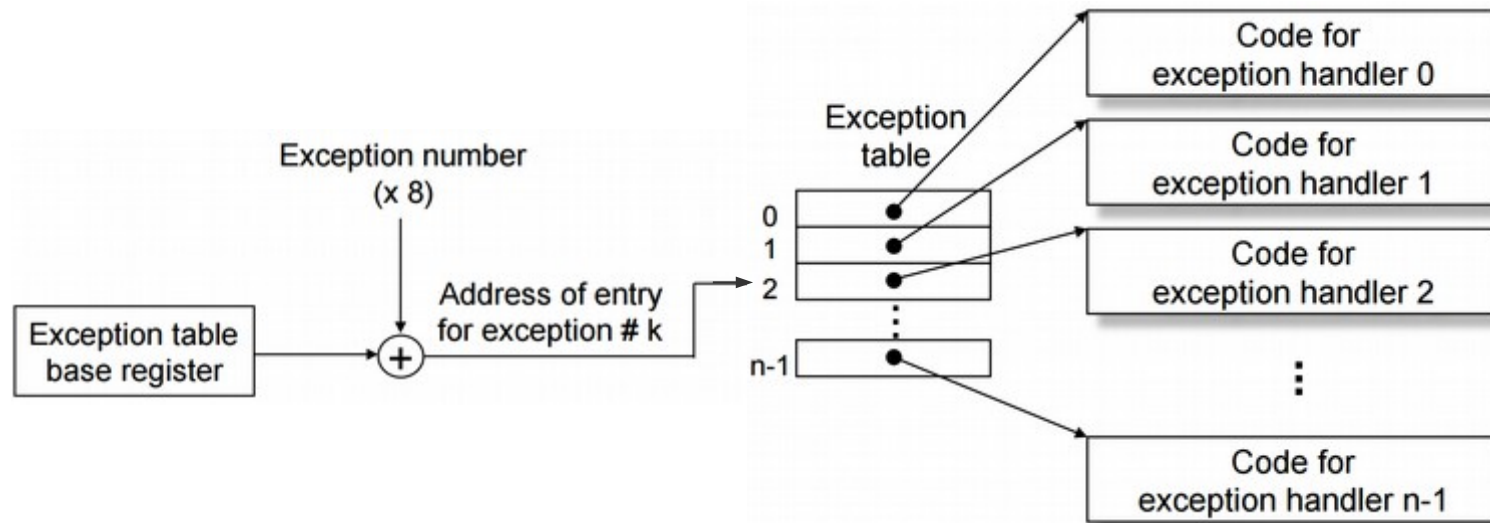 Exception number
(x 8)
Exception table
base register
+
Address of entry
for exception # k
Exception
table
0
1
2
n-1
Code for
exception handler 0
Code for
exception handler 1
Code for
exception handler 2
Code for
exception handler n-1